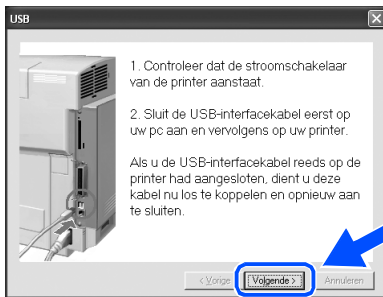 USB
1. Controleer dat de stroomschakelaar
van de printer aanstaat.
2. Sluit de USB-interfacekabel eerst op
uw pc aan en vervolgens op uw printer.
Als u de USB-interfacekabel reeds op de
printer had aangesloten, dient u deze
kabel nu los te koppelen en opnieuw aan
te sluiten.
< Vorige Volgende > Annuleren